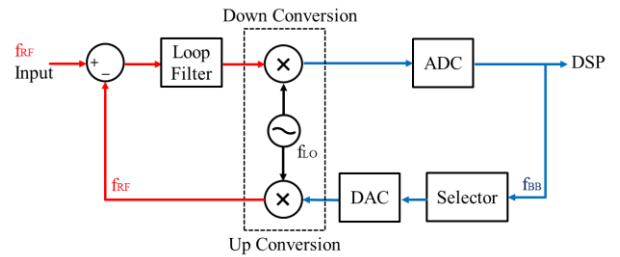 Down Conversion
fRF
Input
+
−
Loop
Filter
×
ADC
DSP
fLO
fRF
×
DAC
Selector
fBB
Up Conversion